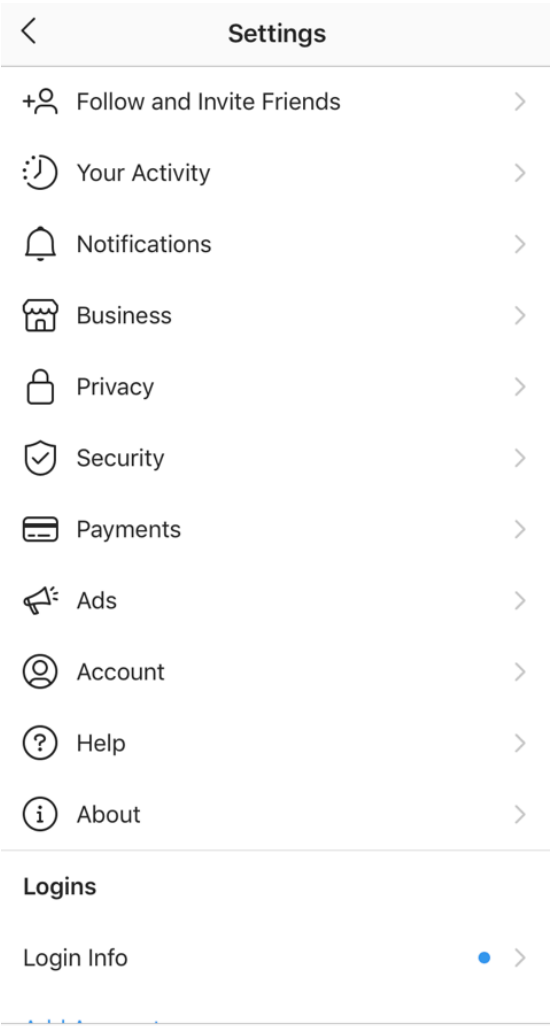 Settings
Follow and Invite Friends
Your Activity
Notifications
Business
Privacy
Security
Payments
Ads
Account
Help
About
Logins
Login Info